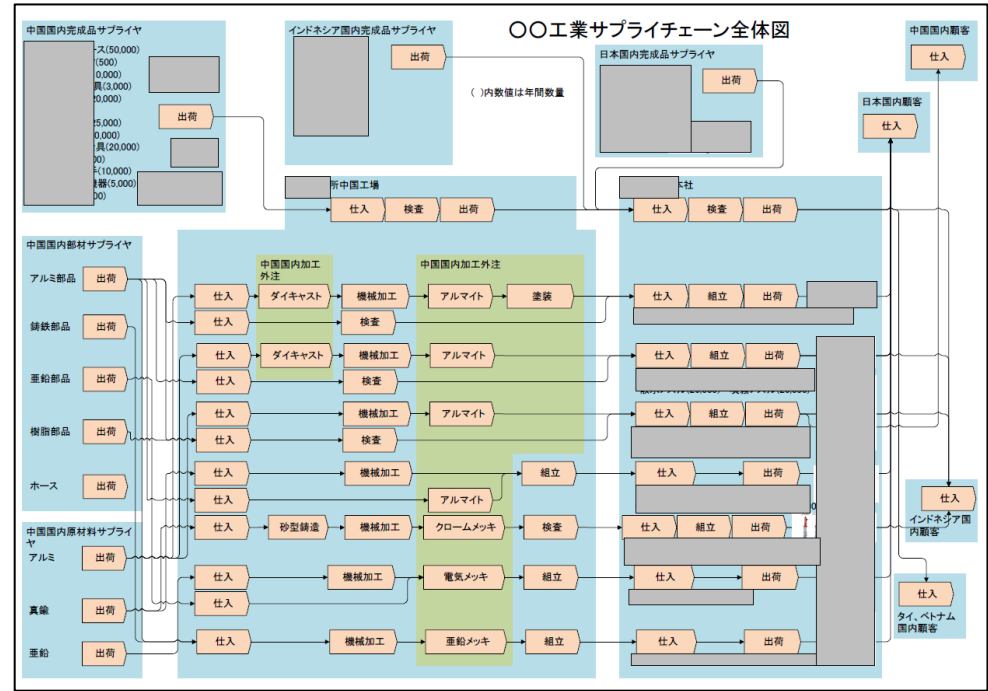 〇〇工業サプライチェーン全体図
( )内数値は年間数量
中国国内完成品サプライヤ
ース(50,000)
(500)
0,000)
具(3,000)
20,000)
25,000)
0,000)
具(20,000)
00)
手(10,000)
機器(5,000)
00)
出荷
インドネシア国内完成品サプライヤ
出荷
日本国内完成品サプライヤ
出荷
中国国内顧客
仕入
日本国内顧客
仕入
所中国工場
仕入
検査
出荷
本社
仕入
検査
出荷
中国国内部材サプライヤ
アルミ部品
出荷
鋳鉄部品
出荷
亜鉛部品
出荷
樹脂部品
出荷
ホース
出荷
中国国内原材料サプライ
ヤ
アルミ
出荷
真鍮
出荷
亜鉛
出荷
中国国内加工
外注
中国国内加工外注
仕入
ダイキャスト
機械加工
アルマイト
塗装
仕入
組立
出荷
仕入
検査
仕入
ダイキャスト
機械加工
アルマイト
仕入
組立
出荷
仕入
検査
仕入
機械加工
アルマイト
仕入
組立
出荷
仕入
検査
仕入
機械加工
組立
仕入
出荷
仕入
アルマイト
仕入
砂型鋳造
機械加工
クロームメッキ
検査
仕入
組立
出荷
仕入
機械加工
電気メッキ
組立
仕入
出荷
仕入
仕入
機械加工
亜鉛メッキ
組立
仕入
出荷
仕入
インドネシア国
内顧客
仕入
タイ、ベトナム
国内顧客